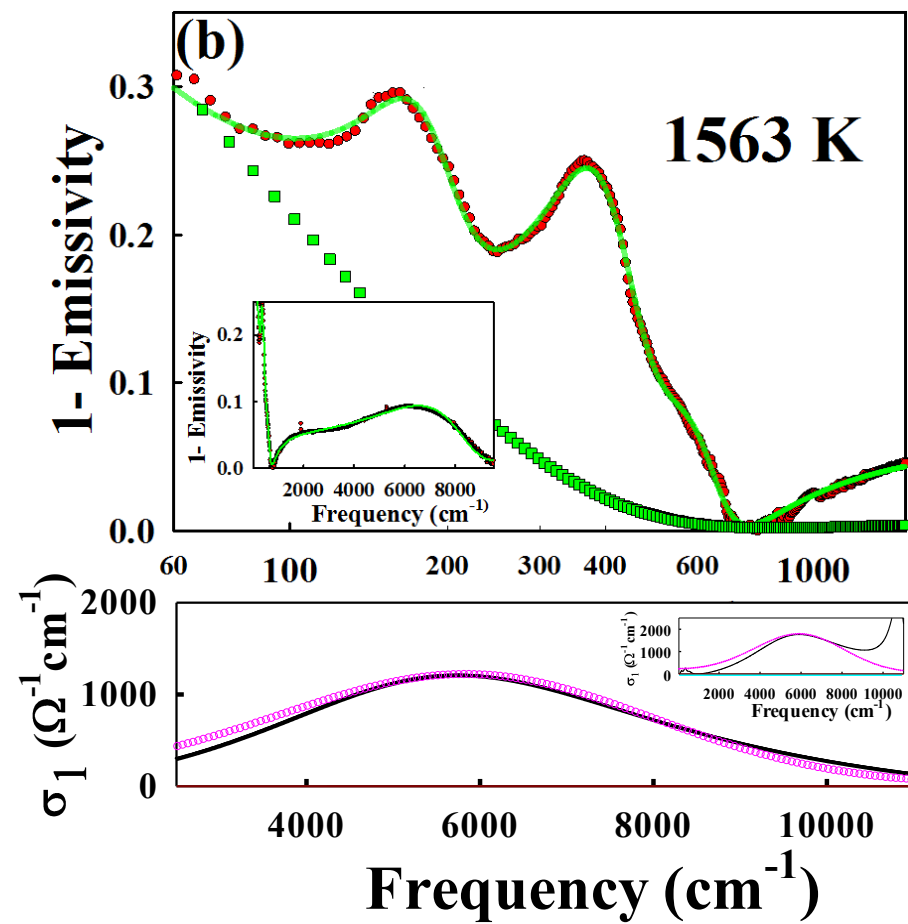 (b)
1563 K
1- Emissivity
0.3
0.2
0.1
0.0
60 100 200 300 400 600 1000
1- Emissivity
0.2
0.1
0.0
2000 4000 6000 8000
Frequency (cm⁻¹)
σ₁ (Ω⁻¹cm⁻¹)
2000
1000
0
4000 6000 8000 10000
Frequency (cm⁻¹)
σ₁ (Ω⁻¹cm⁻¹)
2000
1000
0
2000 4000 6000 8000 10000
Frequency (cm⁻¹)